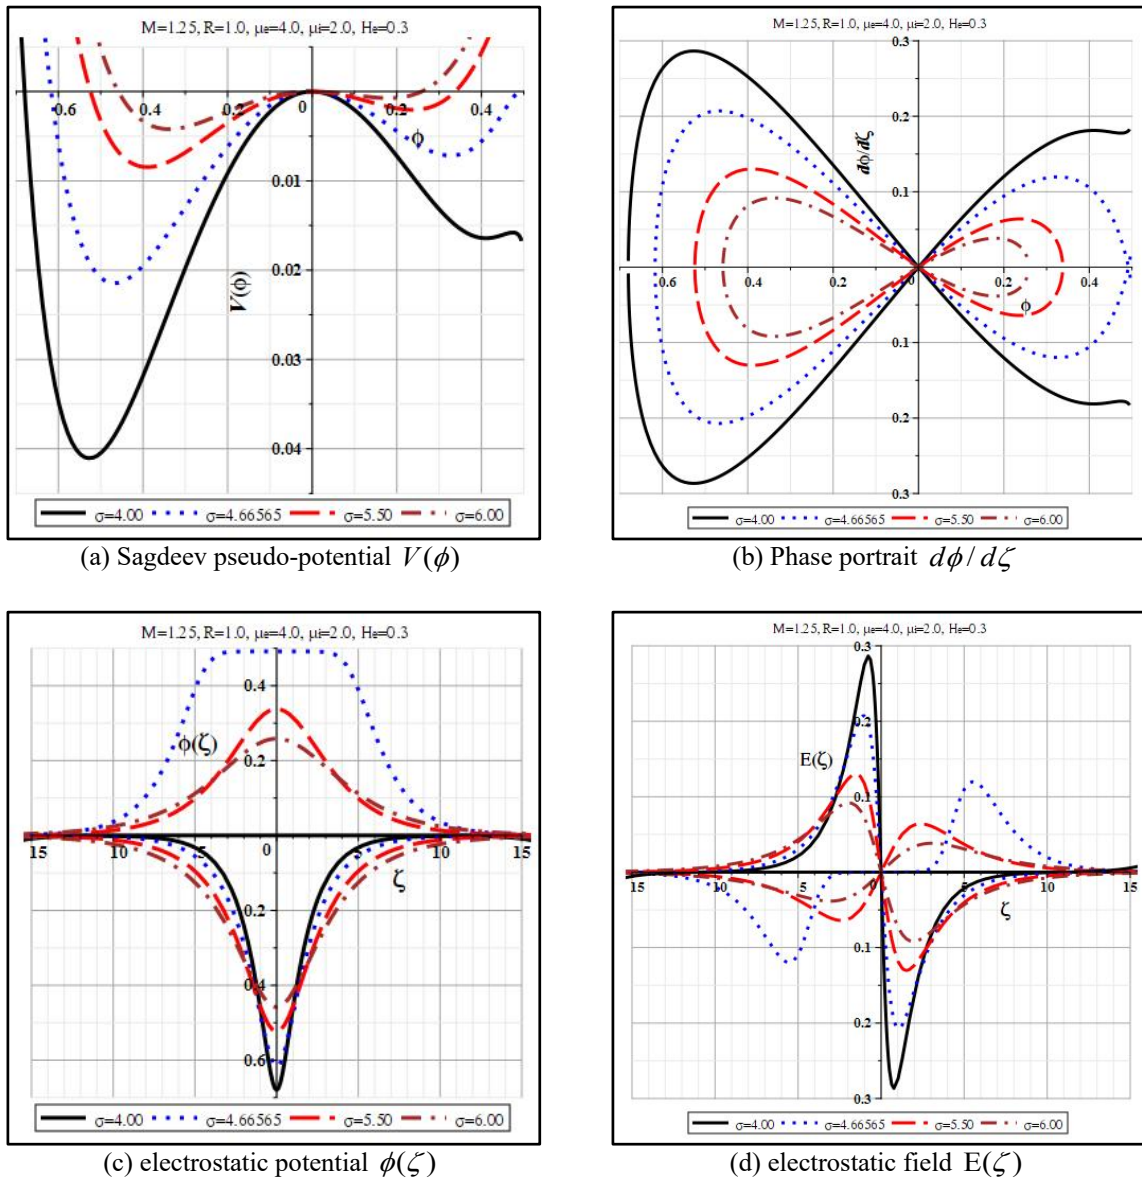 M=1.25, R=1.0, μe=4.0, μi=2.0, He=0.3
0.6 0.4 0.2 0 0.2 0.4
ϕ
0.01
0.02
V(ϕ)
0.03
0.04
σ=4.00 σ=4.66565 σ=5.50 σ=6.00
(a) Sagdeev pseudo-potential V(ϕ)
M=1.25, R=1.0, μe=4.0, μi=2.0, He=0.3
0.3
0.2
dϕ/dζ
0.1
0.6 0.4 0.2 0 0.2 0.4
ϕ
0.1
0.2
0.3
σ=4.00 σ=4.66565 σ=5.50 σ=6.00
(b) Phase portrait dϕ/dζ
M=1.25, R=1.0, μe=4.0, μi=2.0, He=0.3
0.4
ϕ(ζ)
0.2
15 10 5 0 5 10 15
ζ
0.2
0.4
0.6
σ=4.00 σ=4.66565 σ=5.50 σ=6.00
(c) electrostatic potential ϕ(ζ)
M=1.25, R=1.0, μe=4.0, μi=2.0, He=0.3
0.3
0.2
E(ζ)
0.1
15 10 5 0 5 10 15
ζ
0.1
0.2
0.3
σ=4.00 σ=4.66565 σ=5.50 σ=6.00
(d) electrostatic field E(ζ)